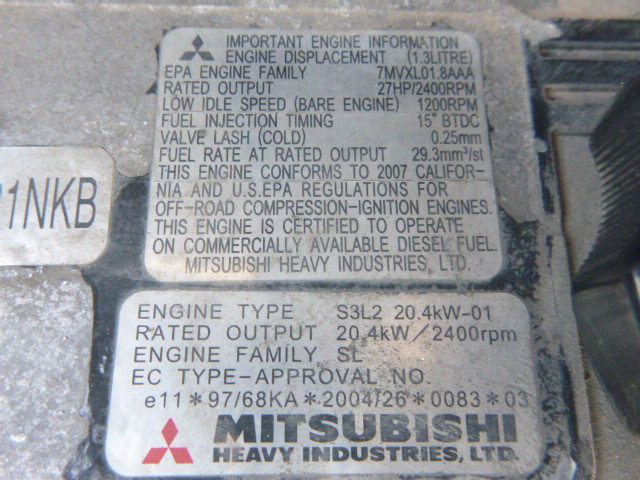 IMPORTANT ENGINE INFORMATION
ENGINE DISPLACEMENT (1.3LITRE)
EPA ENGINE FAMILY 7MVXL01.8AAA
RATED OUTPUT 27HP/2400RPM
LOW IDLE SPEED (BARE ENGINE) 1200RPM
FUEL INJECTION TIMING 15° BTDC
VALVE LASH (COLD) 0.25mm
FUEL RATE AT RATED OUTPUT 29.3mm³/st
THIS ENGINE CONFORMS TO 2007 CALIFOR-
NIA AND U.S.EPA REGULATIONS FOR
OFF-ROAD COMPRESSION-IGNITION ENGINES.
THIS ENGINE IS CERTIFIED TO OPERATE
ON COMMERCIALLY AVAILABLE DIESEL FUEL.
MITSUBISHI HEAVY INDUSTRIES, LTD.
1NKB
ENGINE TYPE S3L2 20.4kW-01
RATED OUTPUT 20.4kW/2400rpm
ENGINE FAMILY SL
EC TYPE-APPROVAL NO.
e11*97/68KA*2004/26*0083*03
MITSUBISHI
HEAVY INDUSTRIES, LTD.